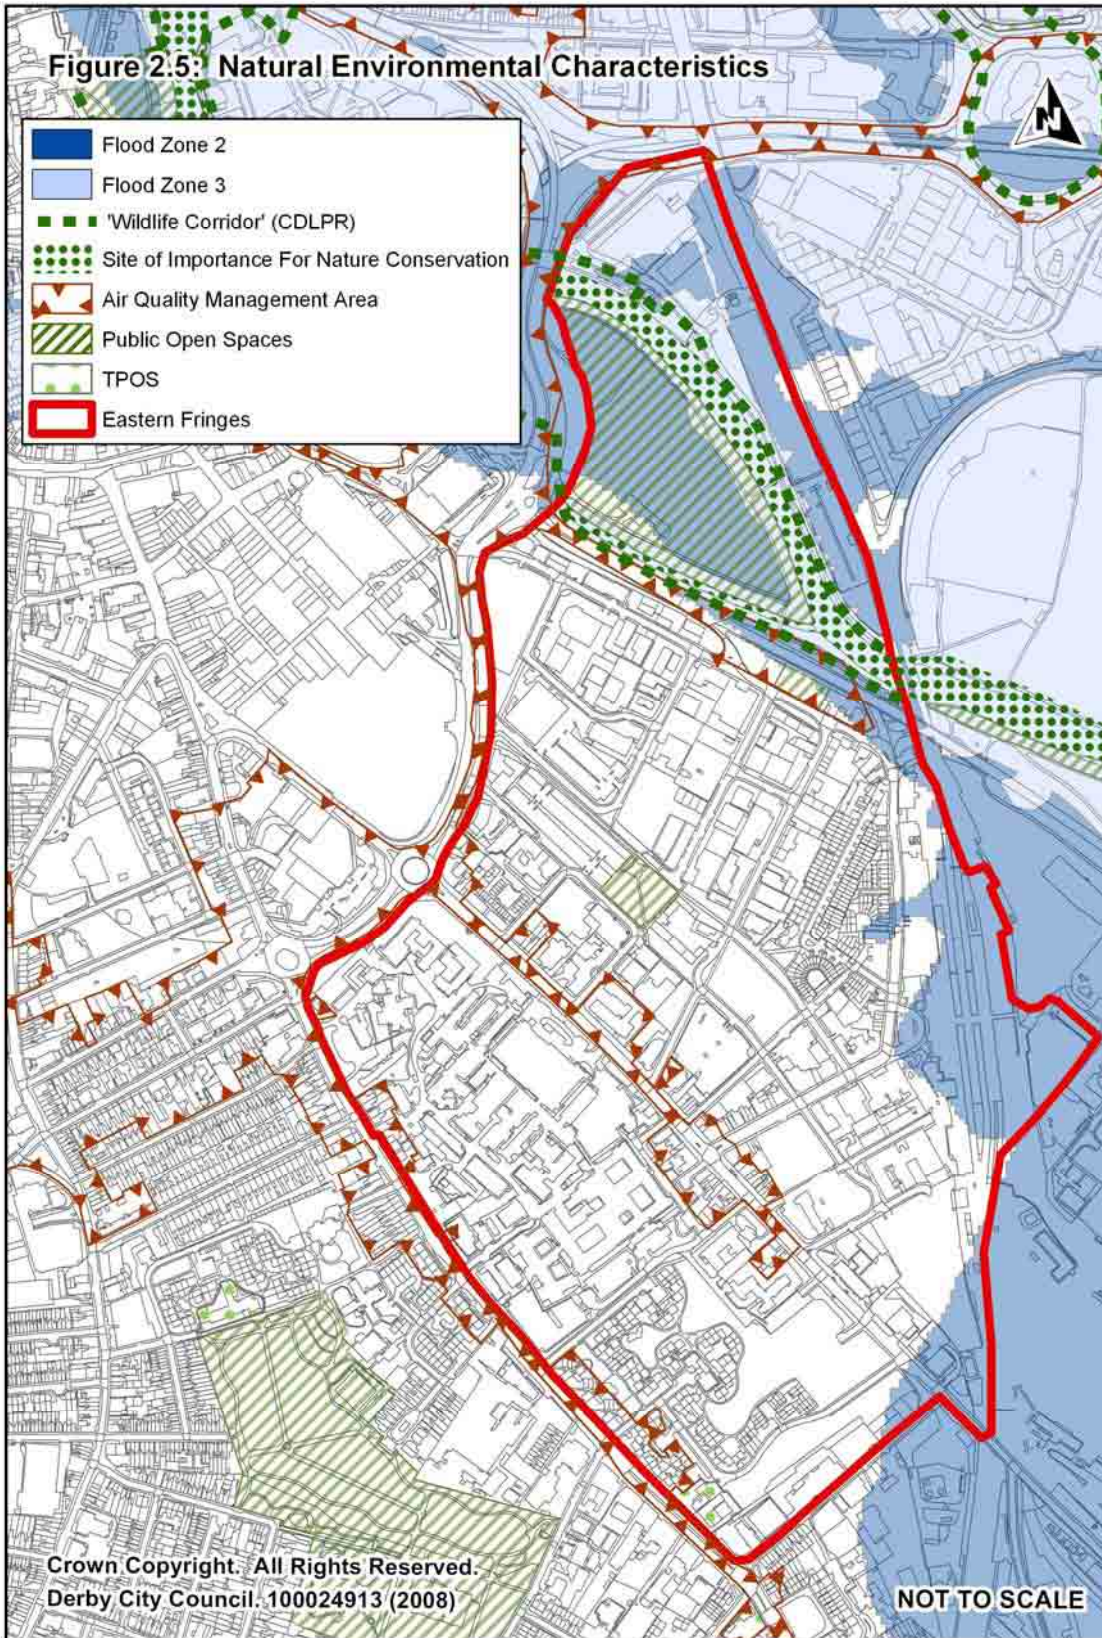 Figure 2.5: Natural Environmental Characteristics
N
Flood Zone 2
Flood Zone 3
'Wildlife Corridor' (CDLPR)
Site of Importance For Nature Conservation
Air Quality Management Area
Public Open Spaces
TPOS
Eastern Fringes
Crown Copyright. All Rights Reserved.
Derby City Council. 100024913 (2008)
NOT TO SCALE